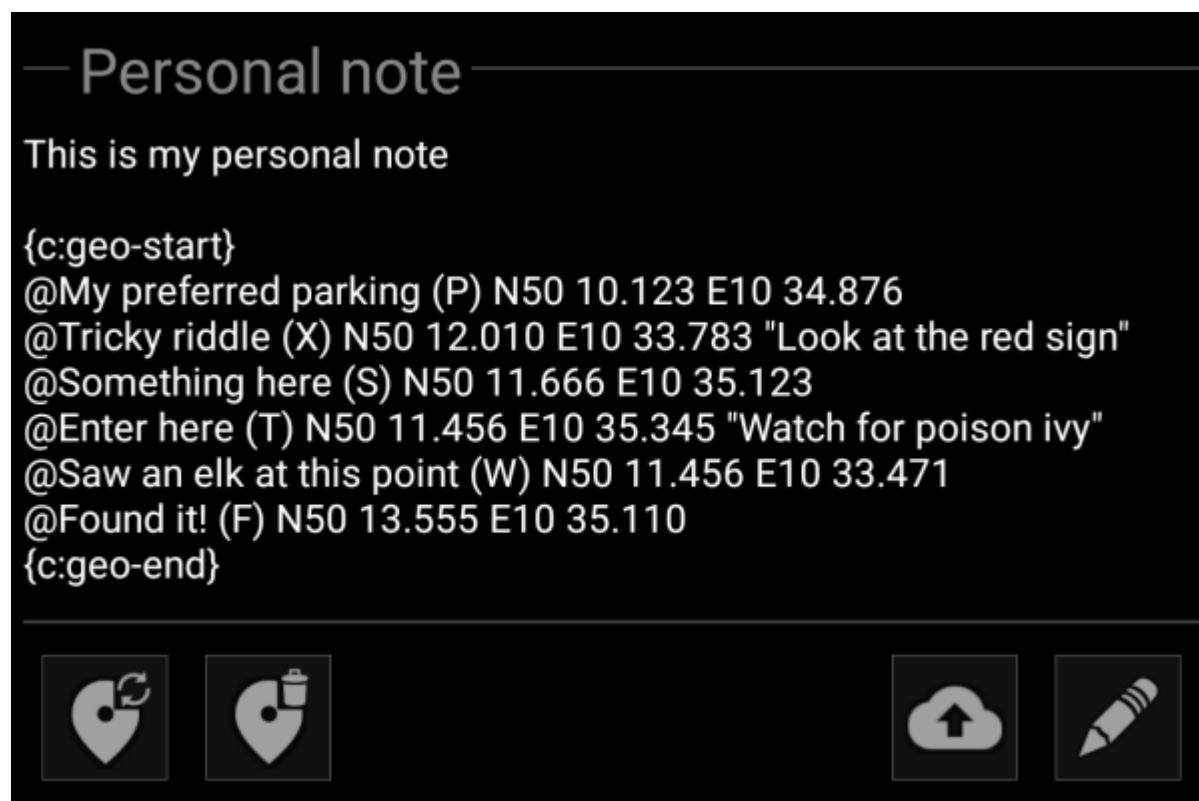 Personal note
This is my personal note
{c:geo-start}
@My preferred parking (P) N50 10.123 E10 34.876
@Tricky riddle (X) N50 12.010 E10 33.783 "Look at the red sign"
@Something here (S) N50 11.666 E10 35.123
@Enter here (T) N50 11.456 E10 35.345 "Watch for poison ivy"
@Saw an elk at this point (W) N50 11.456 E10 33.471
@Found it! (F) N50 13.555 E10 35.110
{c:geo-end}